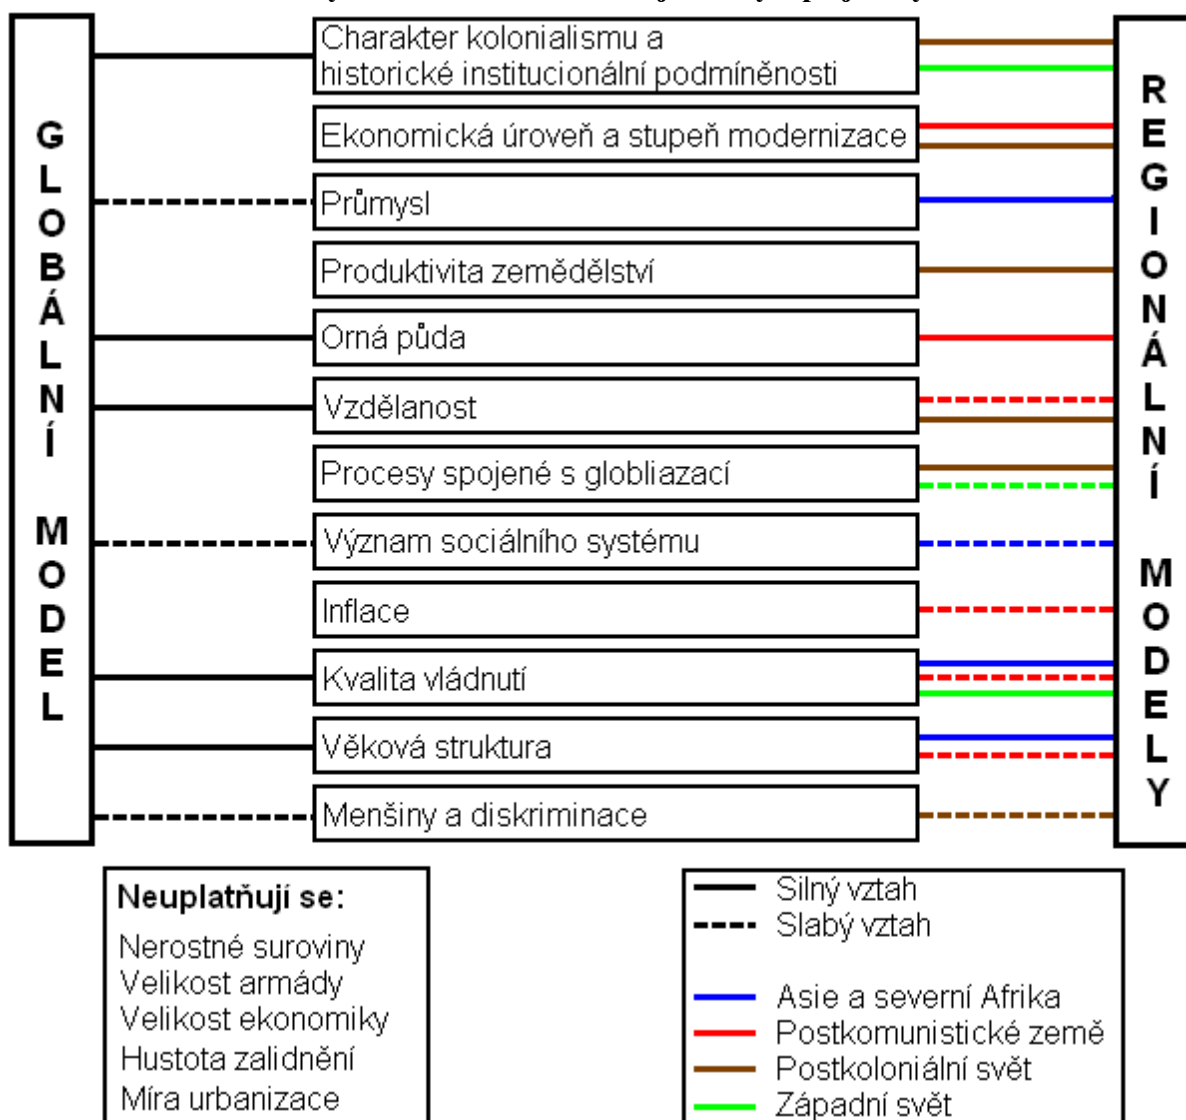 GLOBÁLNÍ MODEL
Charakter kolonialismu a
historické institucionální podmíněnosti
Ekonomická úroveň a stupeň modernizace
Průmysl
Produktivita zemědělství
Orná půda
Vzdělanost
Procesy spojené s globliazací
Význam sociálního systému
Inflace
Kvalita vládnutí
Věková struktura
Menšiny a diskriminace
REGIONÁLNÍ MODELY
Neuplatňují se:
Nerostné suroviny
Velikost armády
Velikost ekonomiky
Hustota zalidnění
Míra urbanizace
Silný vztah
Slabý vztah
Asie a severní Afrika
Postkomunistické země
Postkoloniální svět
Západní svět